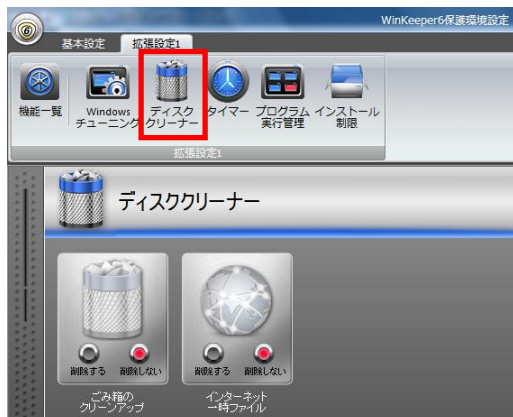 WinKeeper6保護環境設定
基本設定 拡張設定1
機能一覧
Windows
チューニング
ディスク
クリーナー
タイマー
プログラム
実行管理
インストール
制限
拡張設定1
ディスククリーナー
削除する 削除しない
ごみ箱の
クリーンアップ
削除する 削除しない
インターネット
一時ファイル